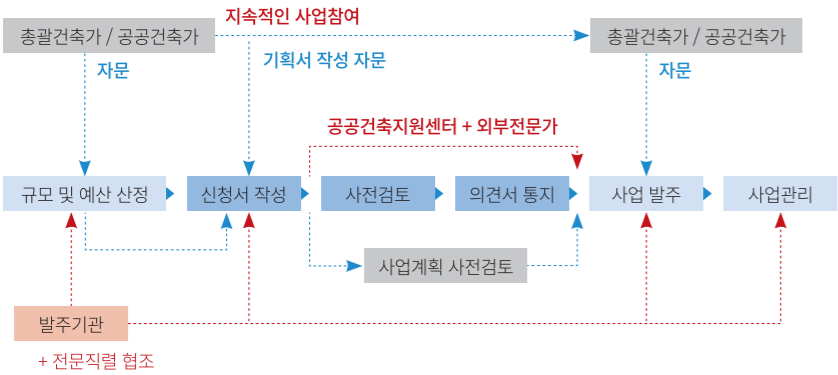 지속적인 사업참여
총괄건축가 / 공공건축가
총괄건축가 / 공공건축가
자문
기획서 작성 자문
자문
공공건축지원센터 + 외부전문가
규모 및 예산 산정
신청서 작성
사전검토
의견서 통지
사업 발주
사업관리
사업계획 사전검토
발주기관
+ 전문직렬 협조